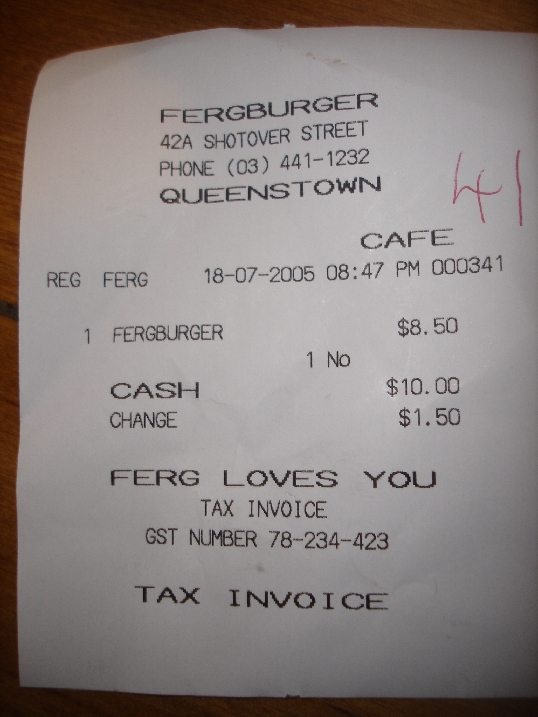 FERGBURGER
42A SHOTOVER STREET
PHONE (03) 441-1232
QUEENSTOWN
41
CAFE
REG FERG 18-07-2005 08:47 PM 000341
1 FERGBURGER $8.50
1 No
CASH $10.00
CHANGE $1.50
FERG LOVES YOU
TAX INVOICE
GST NUMBER 78-234-423
TAX INVOICE